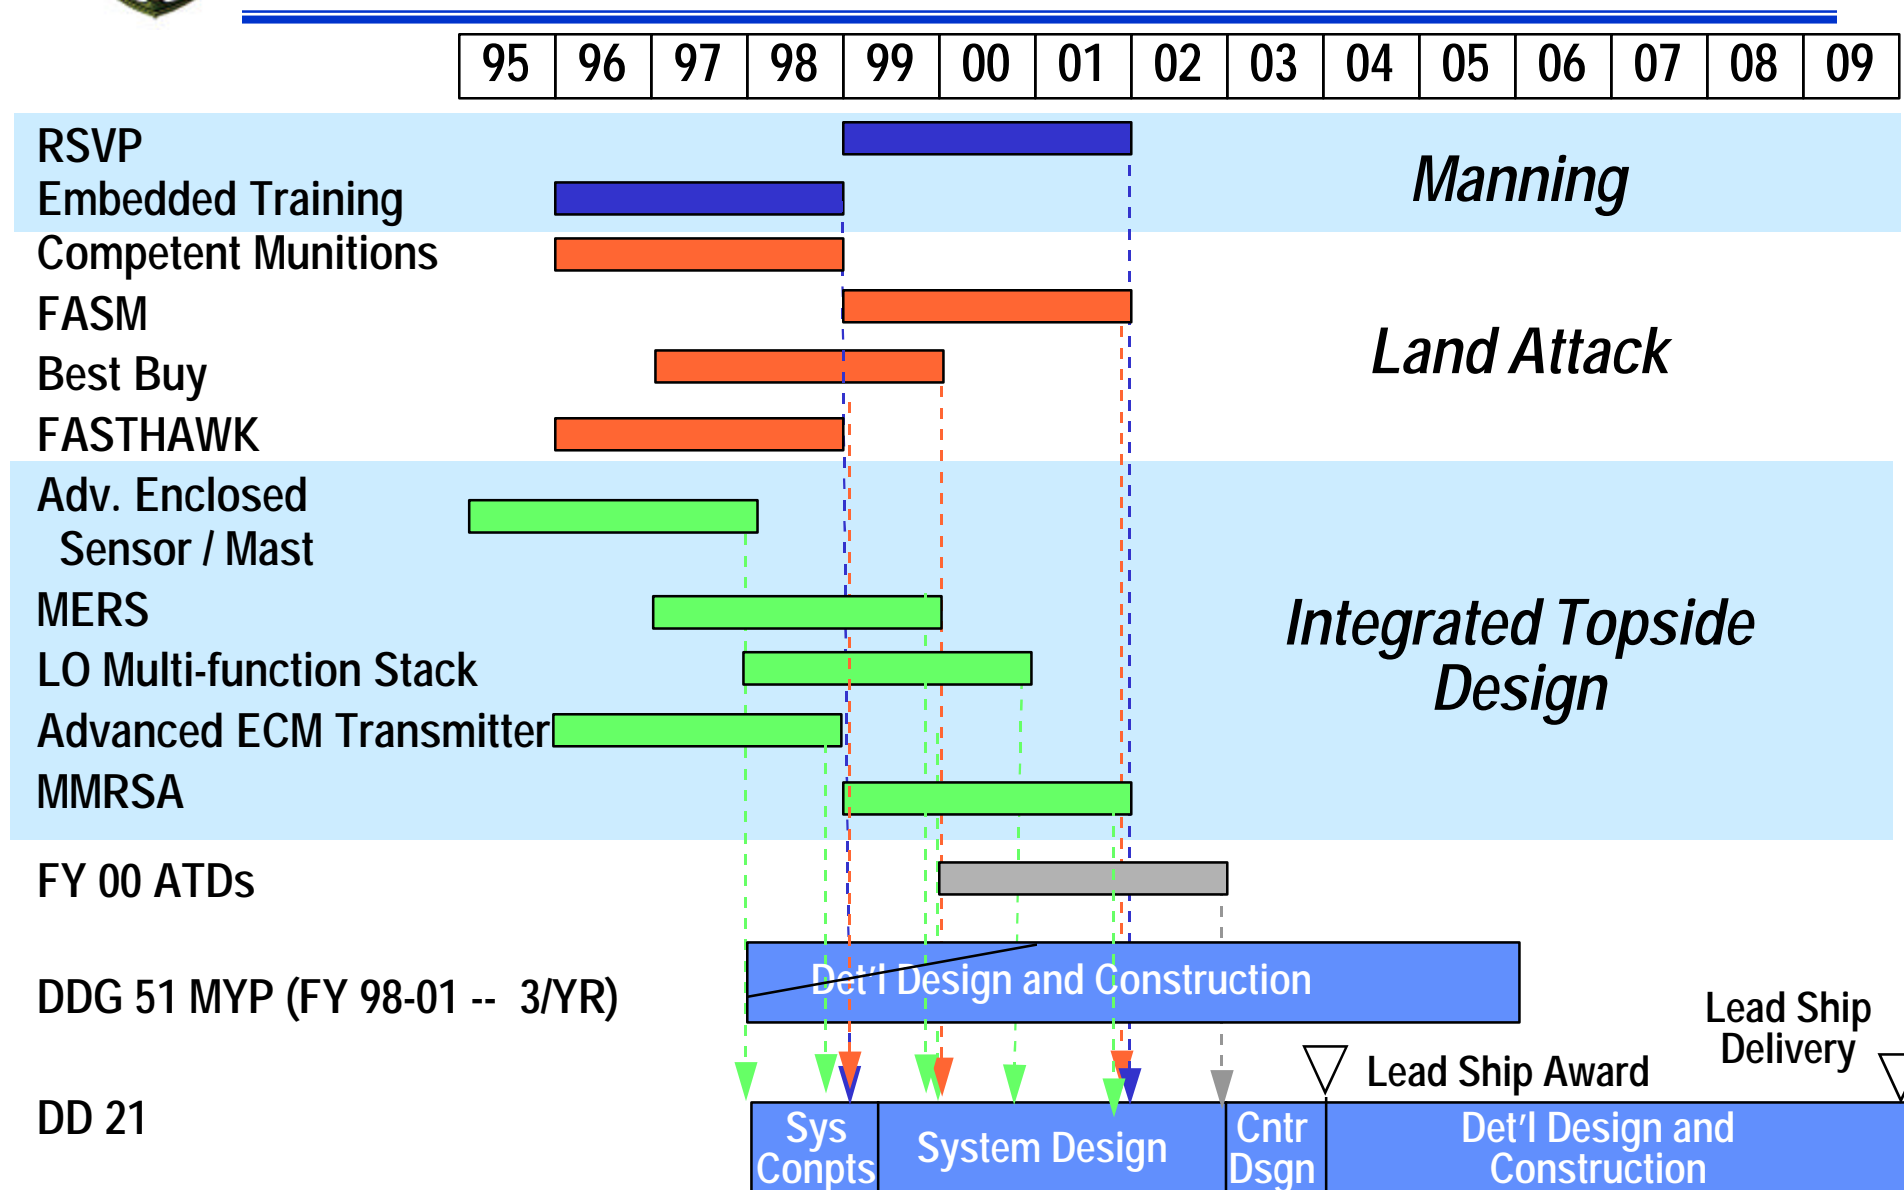 95 96 97 98 99 00 01 02 03 04 05 06 07 08 09
RSVP
Embedded Training
Manning
Competent Munitions
FASM
Best Buy
FASTHAWK
Land Attack
Adv. Enclosed
Sensor / Mast
MERS
LO Multi-function Stack
Advanced ECM Transmitter
MMRSA
Integrated Topside
Design
FY 00 ATDs
DDG 51 MYP (FY 98-01 -- 3/YR)
Det'l Design and Construction
Lead Ship
Delivery
Lead Ship Award
DD 21
Sys
Conpts
System Design
Cntr
Dsgn
Det'l Design and
Construction